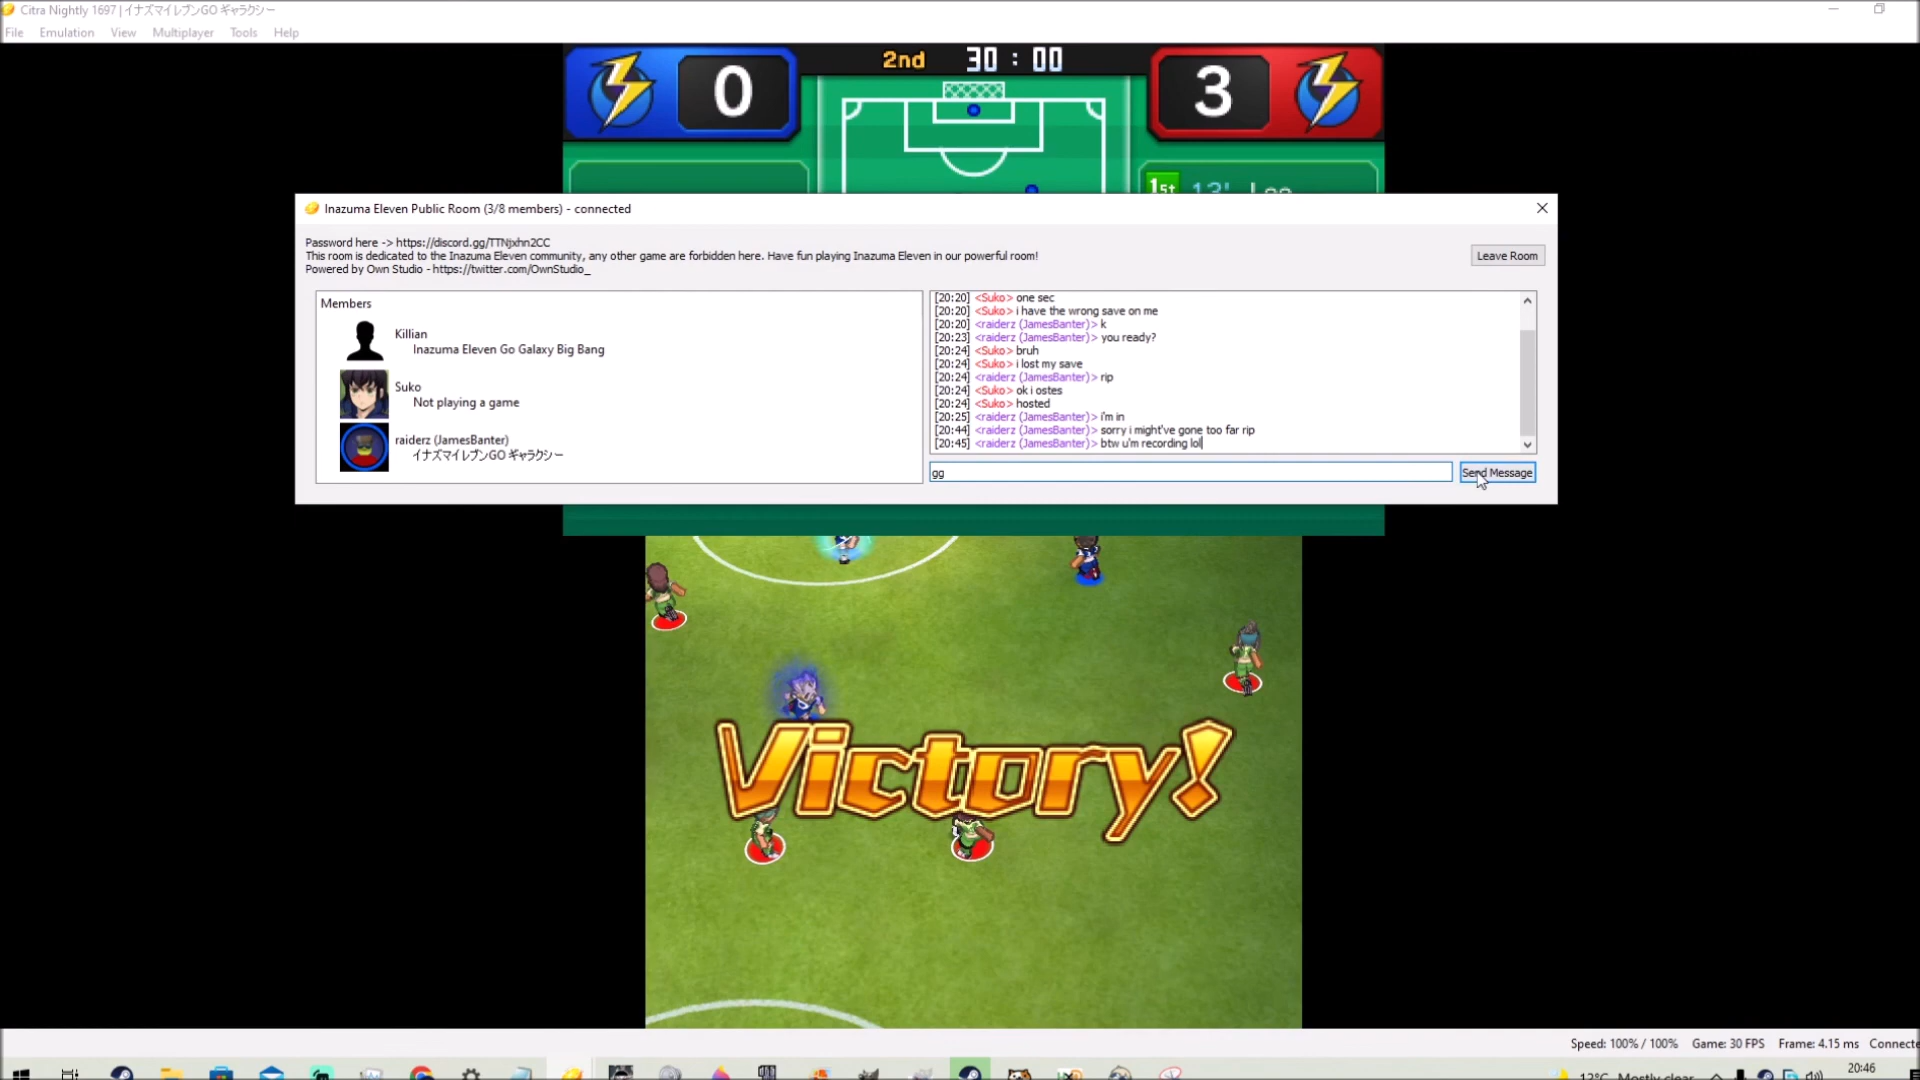 Citra Nightly 1697 | イナズマイレブンGO ギャラクシー
File Emulation View Multiplayer Tools Help
0 2nd 30 : 00 3
1st 13'
Inazuma Eleven Public Room (3/8 members) - connected
Password here -> https://discord.gg/TTNjxhn2CC
This room is dedicated to the Inazuma Eleven community, any other game are forbidden here. Have fun playing Inazuma Eleven in our powerful room!
Powered by Own Studio - https://twitter.com/OwnStudio_
Leave Room
Members
Killian
Inazuma Eleven Go Galaxy Big Bang
Suko
Not playing a game
raiderz (JamesBanter)
イナズマイレブンGO ギャラクシー
[20:20] <Suko> one sec
[20:20] <Suko> i have the wrong save on me
[20:20] <raiderz (JamesBanter)> k
[20:23] <raiderz (JamesBanter)> you ready?
[20:24] <Suko> bruh
[20:24] <Suko> i lost my save
[20:24] <raiderz (JamesBanter)> rip
[20:24] <Suko> ok i ostes
[20:24] <Suko> hosted
[20:25] <raiderz (JamesBanter)> i'm in
[20:44] <raiderz (JamesBanter)> sorry i might've gone too far rip
[20:45] <raiderz (JamesBanter)> btw u'm recording lol
gg
Send Message
Victory!
Speed: 100% / 100% Game: 30 FPS Frame: 4.15 ms Connecte
12°C Mostly clear 20:46